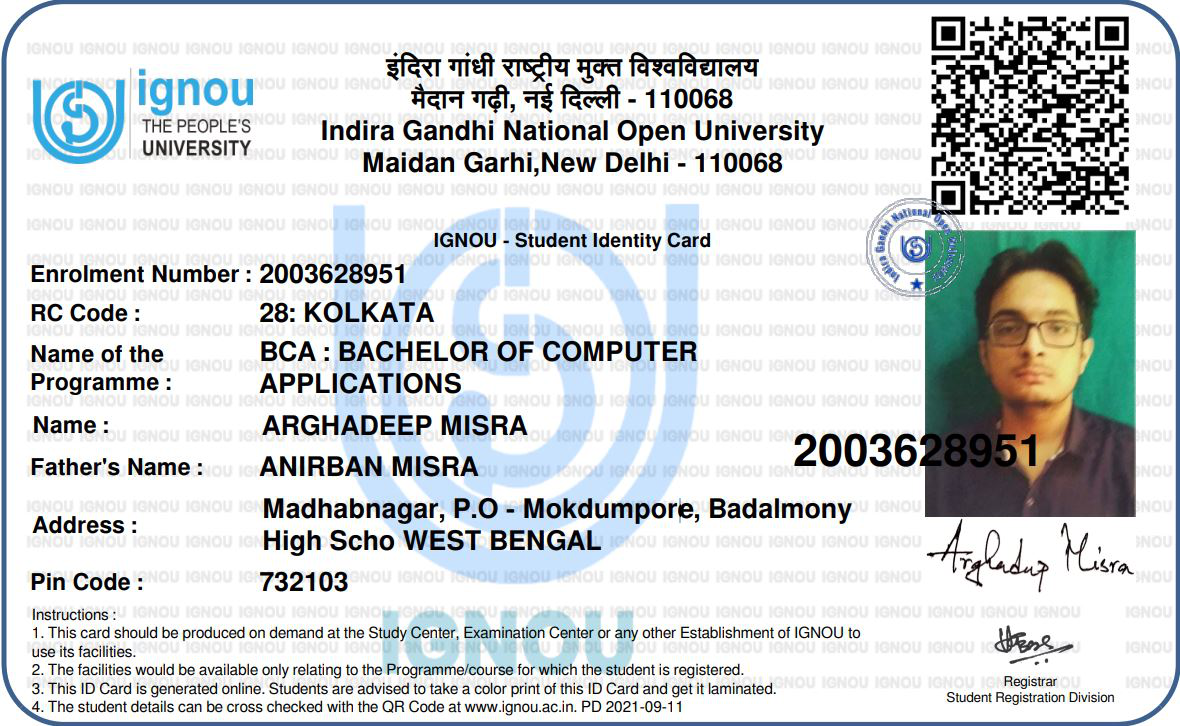 ignou
THE PEOPLE'S
UNIVERSITY
इंदिरा गांधी राष्ट्रीय मुक्त विश्वविद्यालय
मैदान गढ़ी, नई दिल्ली - 110068
Indira Gandhi National Open University
Maidan Garhi,New Delhi - 110068
Indira Gandhi National Open University
IGNOU - Student Identity Card
Enrolment Number : 2003628951
RC Code : 28: KOLKATA
Name of the Programme : BCA : BACHELOR OF COMPUTER
APPLICATIONS
Name : ARGHADEEP MISRA
Father's Name : ANIRBAN MISRA
2003628951
Address : Madhabnagar, P.O - Mokdumpore, Badalmony
High Scho WEST BENGAL
Pin Code : 732103
Arghadeep Misra
IGNOU
Instructions :
1. This card should be produced on demand at the Study Center, Examination Center or any other Establishment of IGNOU to
use its facilities.
2. The facilities would be available only relating to the Programme/course for which the student is registered.
3. This ID Card is generated online. Students are advised to take a color print of this ID Card and get it laminated.
4. The student details can be cross checked with the QR Code at www.ignou.ac.in. PD 2021-09-11
Registrar
Student Registration Division